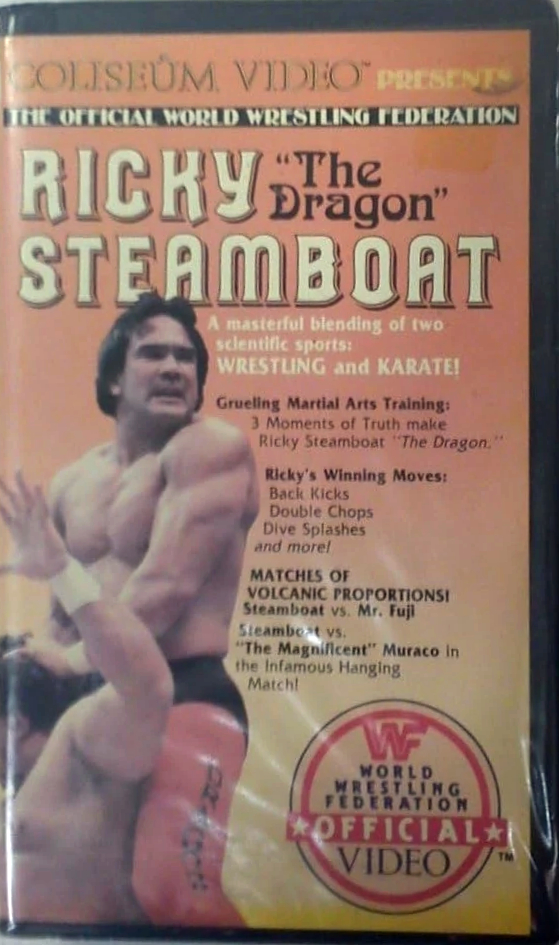 COLISEUM VIDEO™ PRESENTS
THE OFFICIAL WORLD WRESTLING FEDERATION
RICKY "The Dragon"
STEAMBOAT
A masterful blending of two
scientific sports:
WRESTLING and KARATE!
Grueling Martial Arts Training:
3 Moments of Truth make
Ricky Steamboat "The Dragon."
Ricky's Winning Moves:
Back Kicks
Double Chops
Dive Splashes
and more!
MATCHES OF
VOLCANIC PROPORTIONS!
Steamboat vs. Mr. Fuji
Steamboat vs.
"The Magnificent" Muraco in
the Infamous Hanging
Match!
WF
WORLD
WRESTLING
FEDERATION
★OFFICIAL★
VIDEO
TM